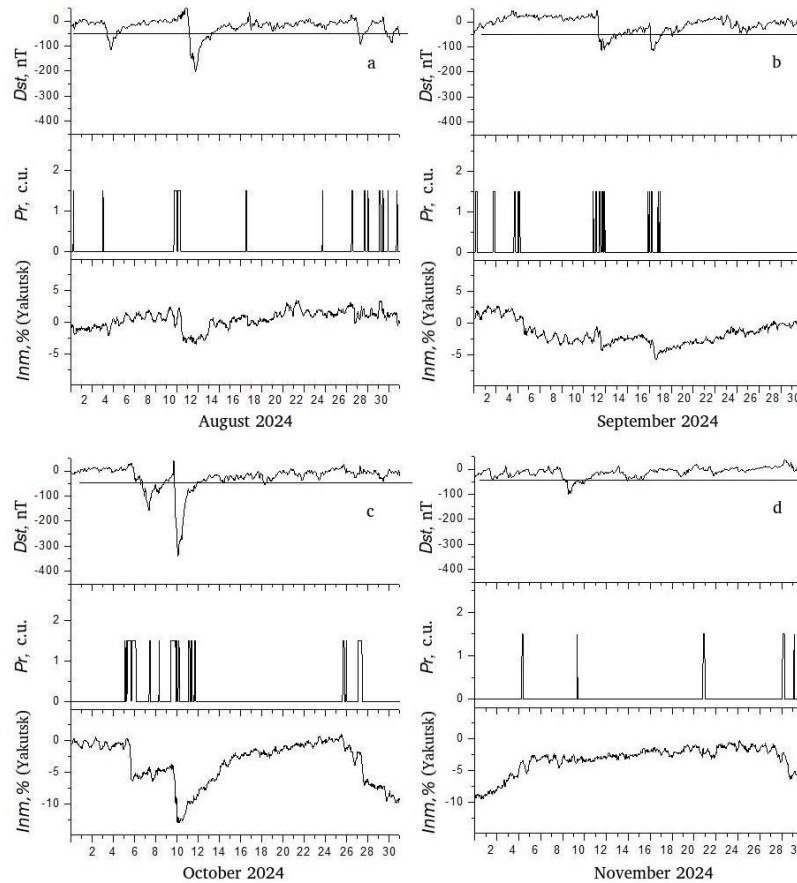 0
-100
-200
-300
-400
Dst, nT
a
2
1
0
Pr, c.u.
5
0
-5
Inm,% (Yakutsk)
2 4 6 8 10 12 14 16 18 20 22 24 26 28 30
August 2024
0
-100
-200
-300
-400
Dst, nT
b
2
1
0
Pr, c.u.
5
0
-5
Inm,% (Yakutsk)
2 4 6 8 10 12 14 16 18 20 22 24 26 28 30
September 2024
0
-100
-200
-300
-400
Dst, nT
c
2
1
0
Pr, c.u.
0
-5
-10
Inm,% (Yakutsk)
2 4 6 8 10 12 14 16 18 20 22 24 26 28 30
October 2024
0
-100
-200
-300
-400
Dst, nT
d
2
1
0
Pr, c.u.
0
-5
-10
Inm,% (Yakutsk)
2 4 6 8 10 12 14 16 18 20 22 24 26 28 30
November 2024